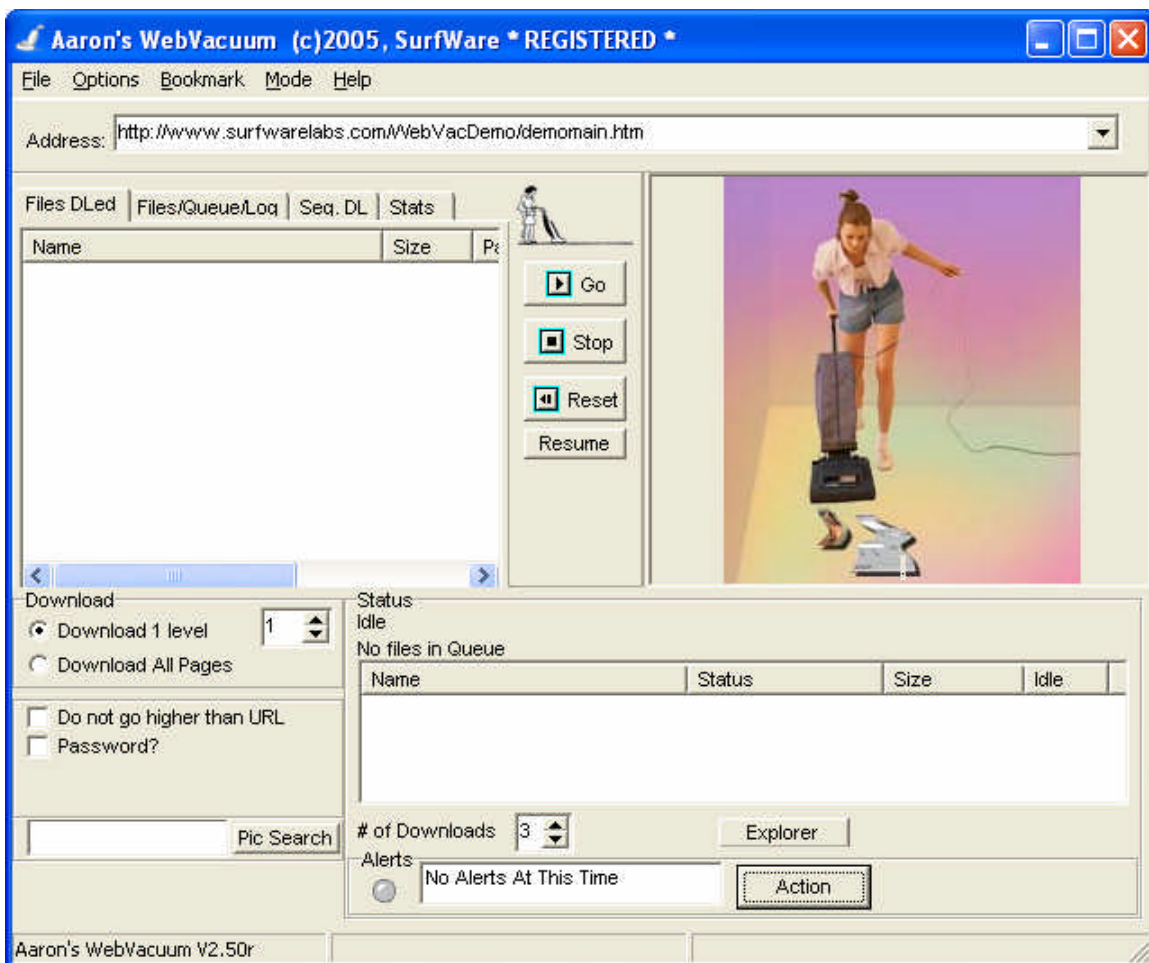 Aaron's WebVacuum (c)2005, SurfWare * REGISTERED *
File Options Bookmark Mode Help
Address: http://www.surfwarelabs.com/WebVacDemo/demomain.htm
Files DLed Files/Queue/Log Seq. DL Stats
Name Size
Go
Stop
Reset
Resume
Download
Download 1 level 1
Download All Pages
Do not go higher than URL
Password?
Pic Search
Status
Idle
No files in Queue
Name Status Size Idle
# of Downloads 3 Explorer
Alerts
No Alerts At This Time Action
Aaron's WebVacuum V2.50r